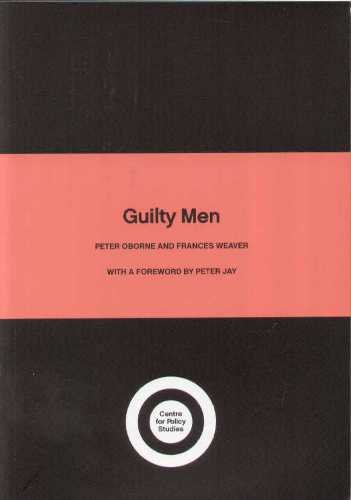 Guilty Men
PETER OBORNE AND FRANCES WEAVER
WITH A FOREWORD BY PETER JAY
Centre
for Policy
Studies